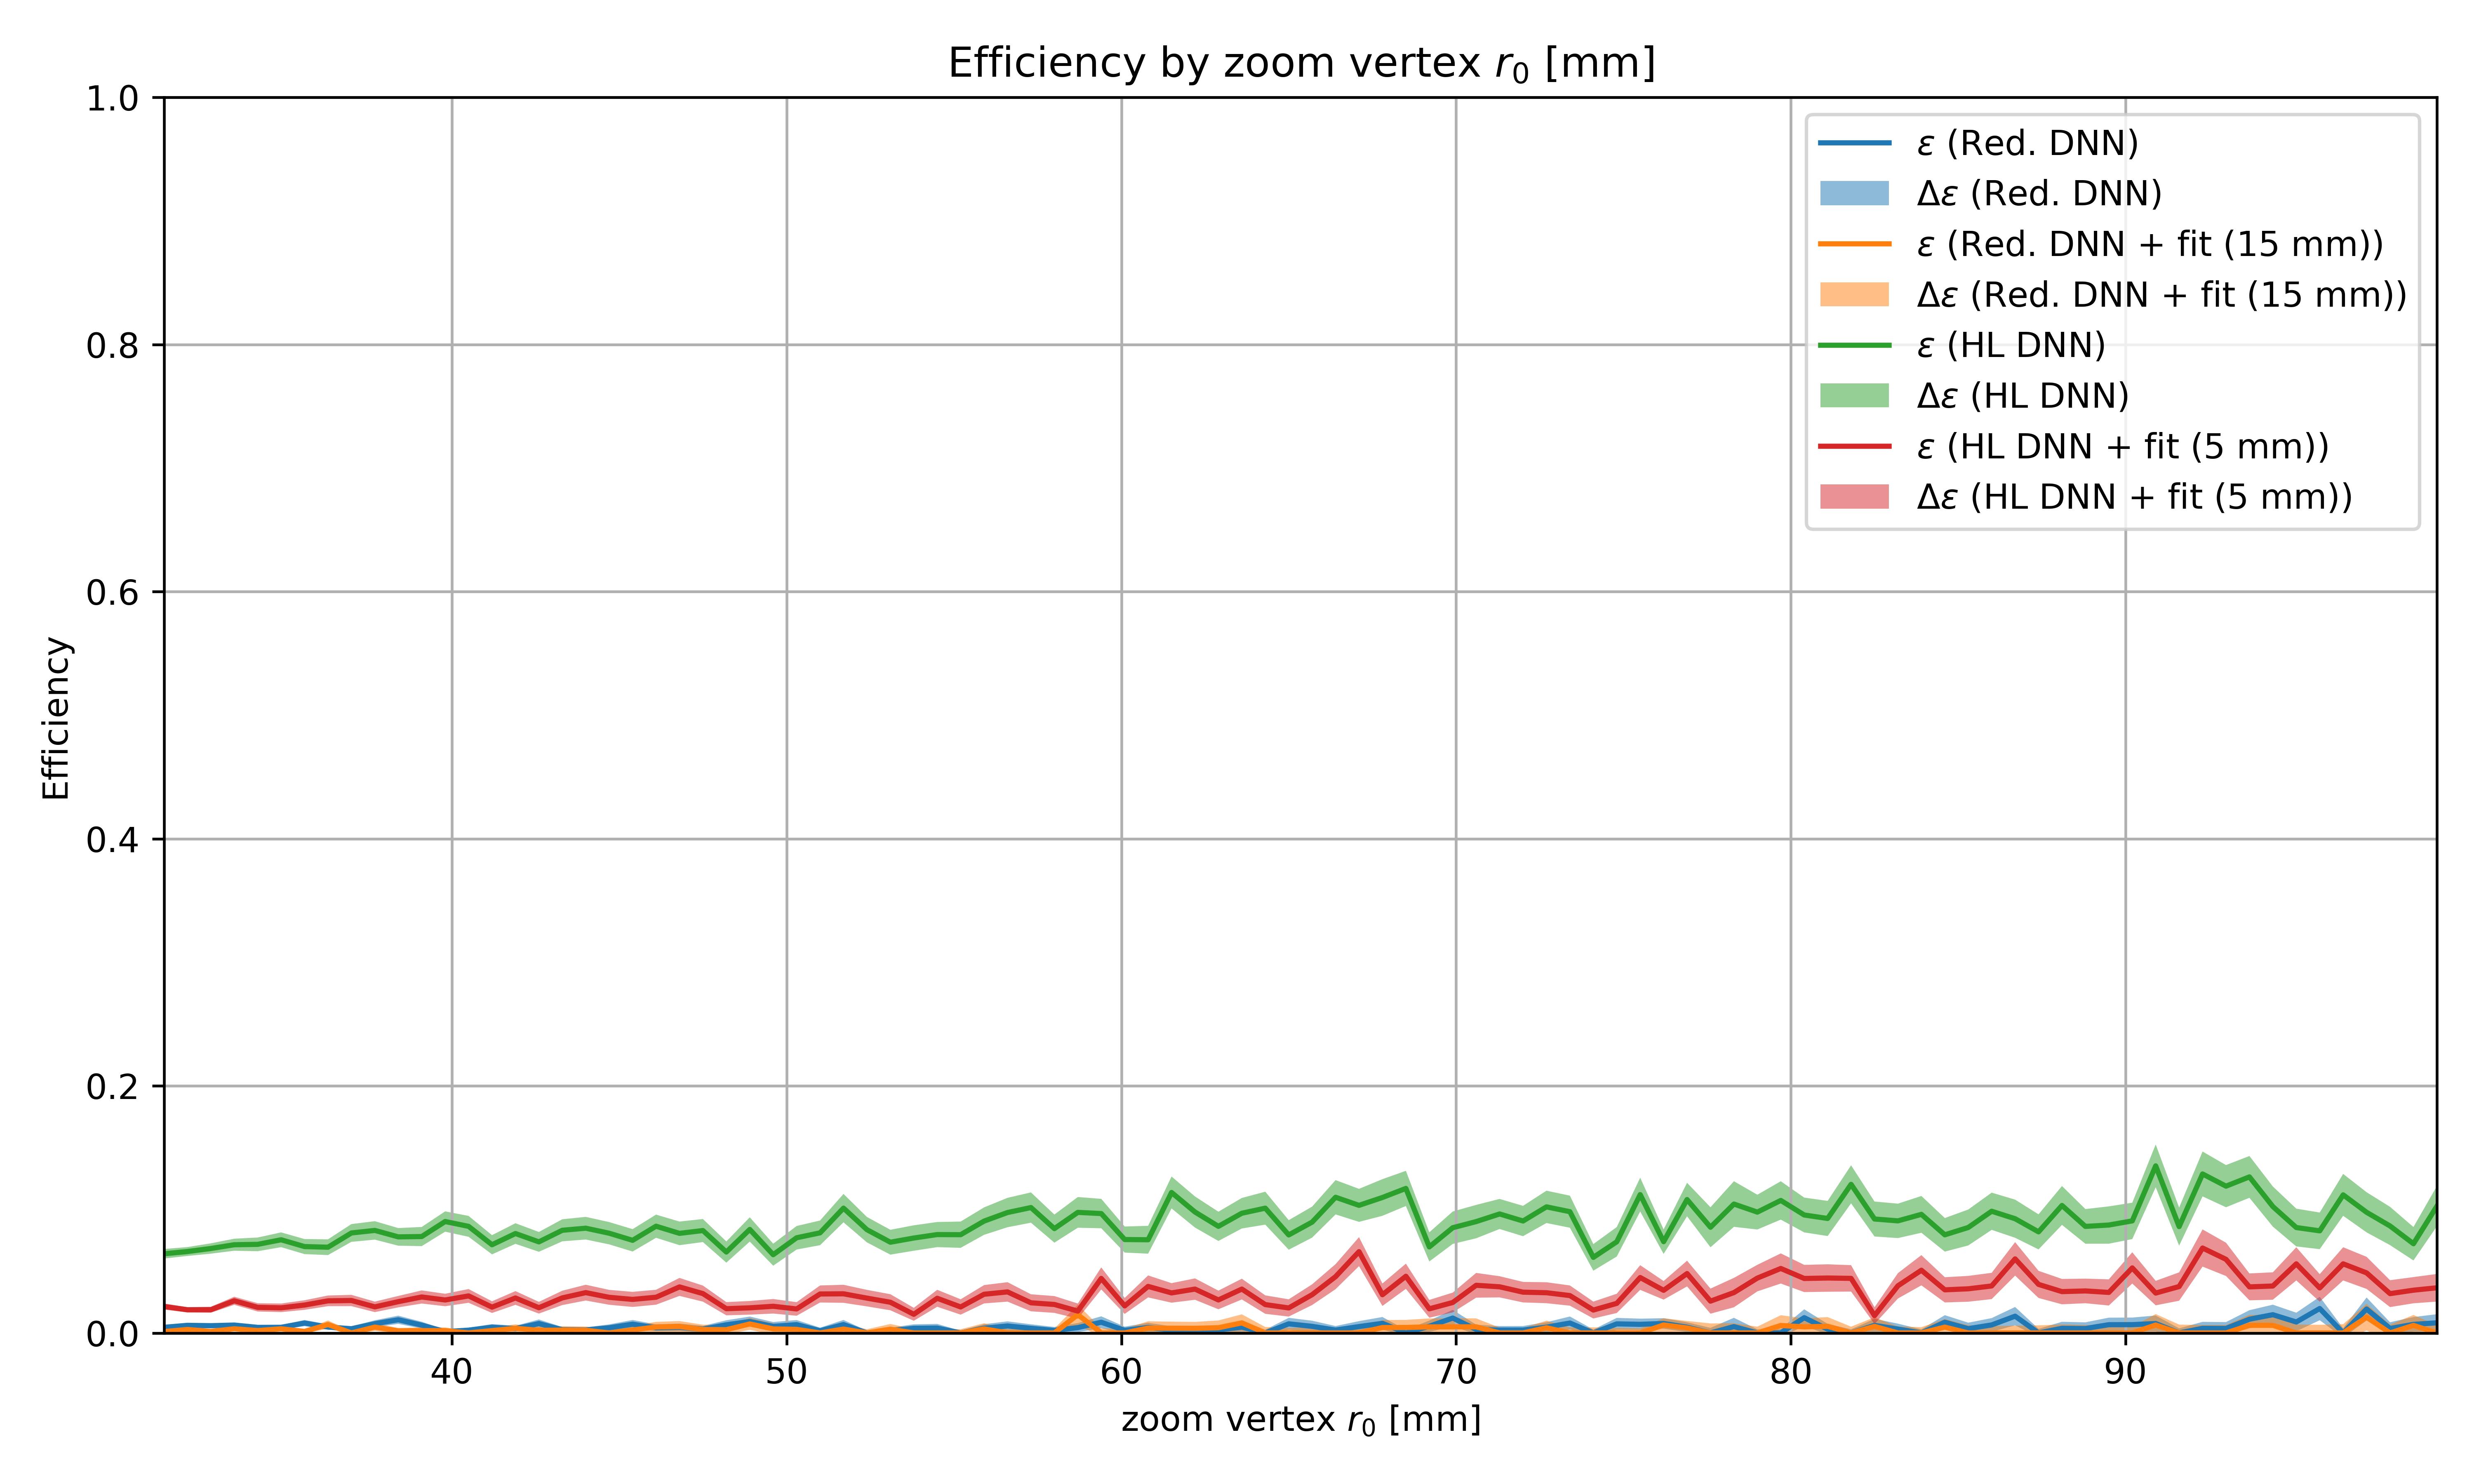 Efficiency by zoom vertex r₀ [mm]
1.0
0.8
0.6
0.4
0.2
0.0
Efficiency
ε (Red. DNN)
Δε (Red. DNN)
ε (Red. DNN + fit (15 mm))
Δε (Red. DNN + fit (15 mm))
ε (HL DNN)
Δε (HL DNN)
ε (HL DNN + fit (5 mm))
Δε (HL DNN + fit (5 mm))
40 50 60 70 80 90
zoom vertex r₀ [mm]